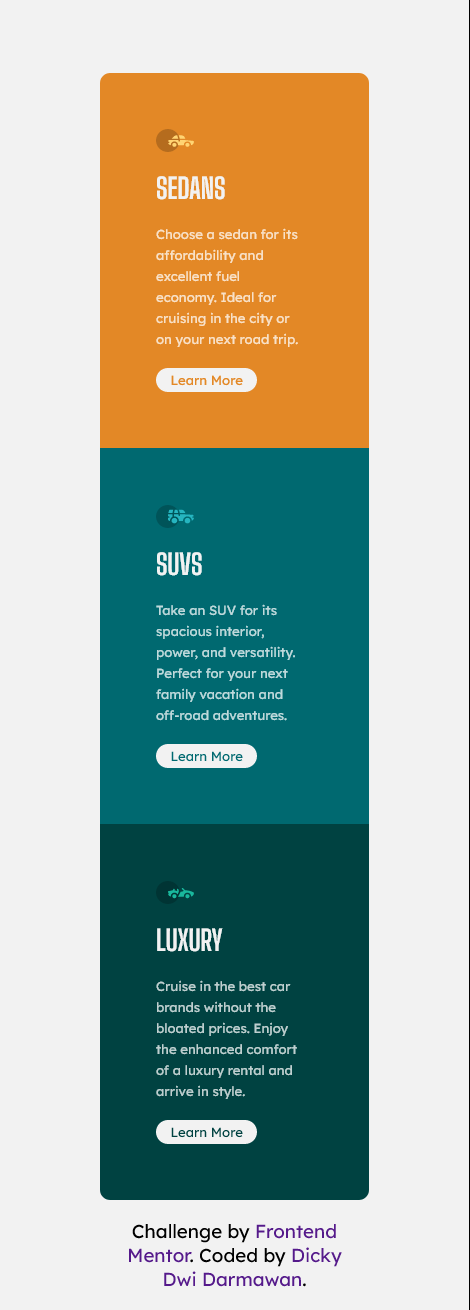 SEDANS
Choose a sedan for its
affordability and
excellent fuel
economy. Ideal for
cruising in the city or
on your next road trip.
Learn More
SUVS
Take an SUV for its
spacious interior,
power, and versatility.
Perfect for your next
family vacation and
off-road adventures.
Learn More
LUXURY
Cruise in the best car
brands without the
bloated prices. Enjoy
the enhanced comfort
of a luxury rental and
arrive in style.
Learn More
Challenge by Frontend
Mentor. Coded by Dicky
Dwi Darmawan.